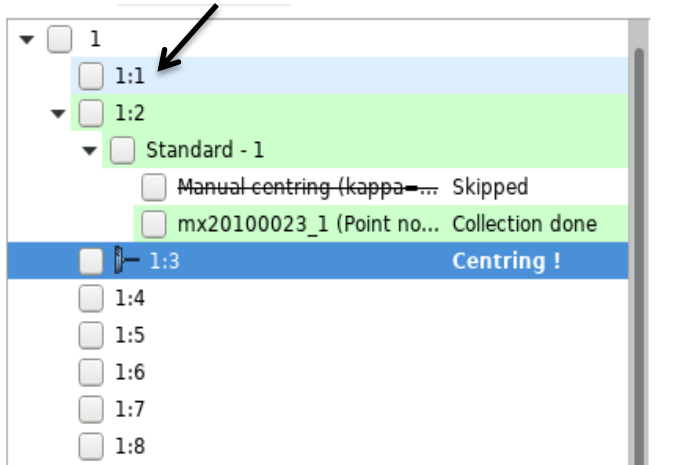 1
1:1
1:2
Standard - 1
Manual centring (kappa=... Skipped
mx20100023_1 (Point no... Collection done
1:3 Centring !
1:4
1:5
1:6
1:7
1:8